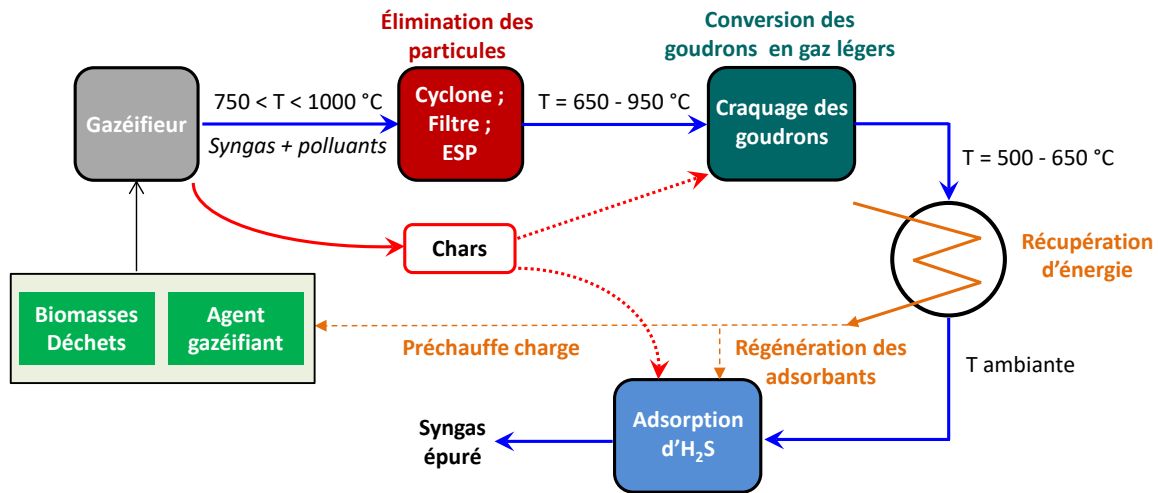 Élimination des
particules
Conversion des
goudrons en gaz légers
Gazéifieur
750 < T < 1000 °C
Syngas + polluants
Cyclone ;
Filtre ;
ESP
T = 650 - 950 °C
Craquage des
goudrons
T = 500 - 650 °C
Chars
Récupération
d’énergie
Biomasses
Déchets
Agent
gazéifiant
Préchauffe charge
Régénération des
adsorbants
T ambiante
Syngas
épuré
Adsorption
d’H₂S